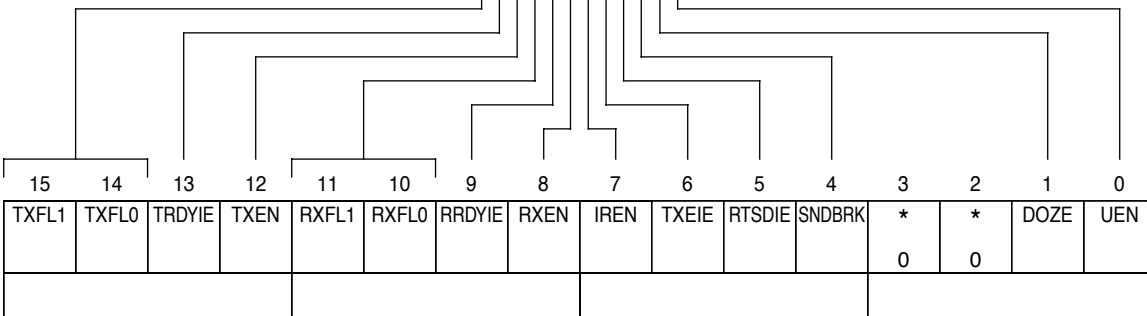 15 14 13 12 11 10 9 8 7 6 5 4 3 2 1 0
TXFL1 TXFL0 TRDYIE TXEN RXFL1 RXFL0 RRDYIE RXEN IREN TXEIE RTSDIE SNDBRK * * DOZE UEN
0 0